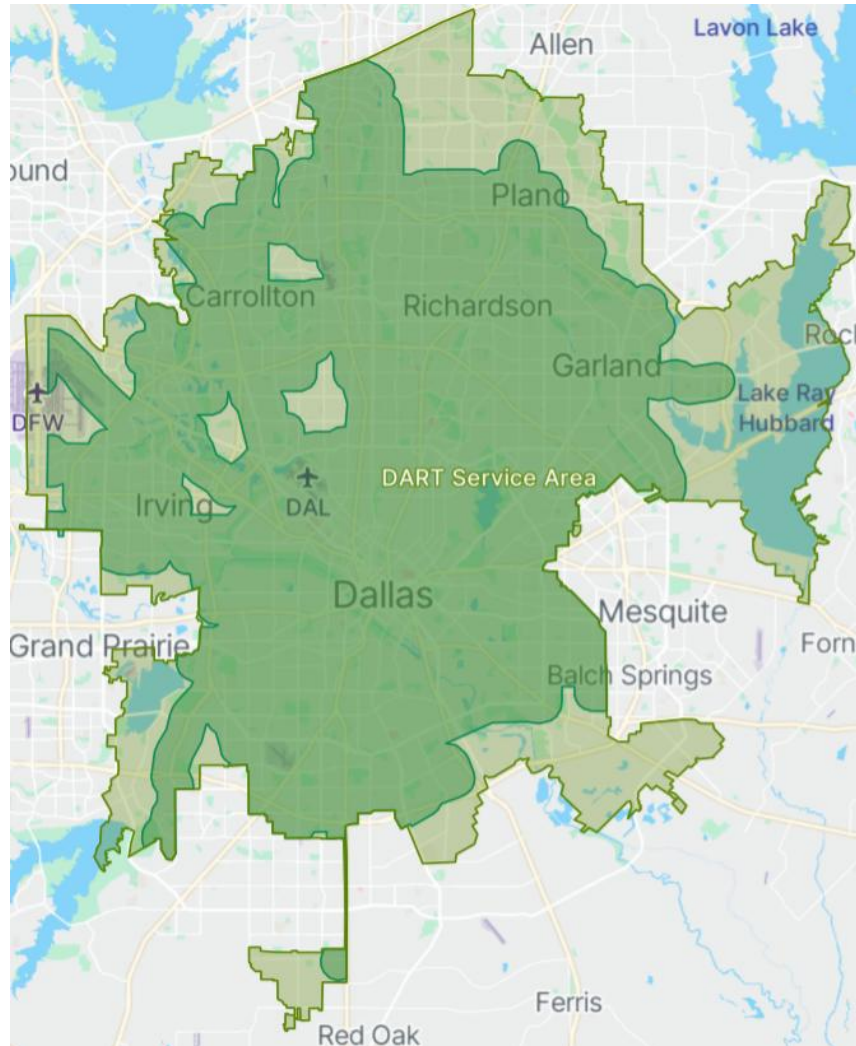 Allen
Lavon Lake
ound
Plano
Carrollton
Richardson
Rocl
Garland
DFW
Lake Ray
Hubbard
DART Service Area
Irving
DAL
Dallas
Mesquite
Grand Prairie
Forn
Balch Springs
Ferris
Red Oak